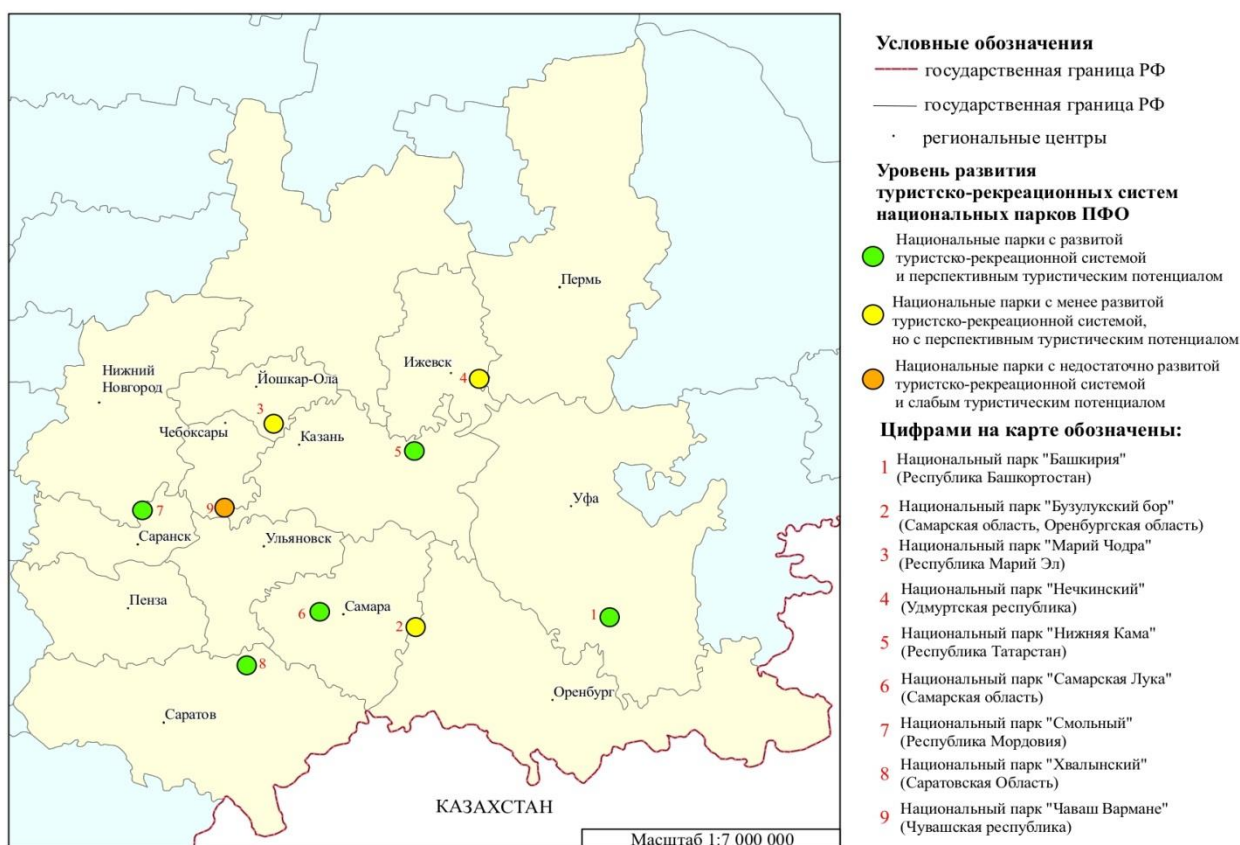 Пермь
Ижевск
4
Нижний
Новгород
Йошкар-Ола
3
Чебоксары
Казань
5
7
9
Уфа
Саранск
Ульяновск
Пенза
6
Самара
2
1
8
Саратов
Оренбург
КАЗАХСТАН
Масштаб 1:7 000 000
Условные обозначения
государственная граница РФ
государственная граница РФ
региональные центры
Уровень развития
туристско-рекреационных систем
национальных парков ПФО
Национальные парки с развитой
туристско-рекреационной системой
и перспективным туристическим потенциалом
Национальные парки с менее развитой
туристско-рекреационной системой,
но с перспективным туристическим потенциалом
Национальные парки с недостаточно развитой
туристско-рекреационной системой
и слабым туристическим потенциалом
Цифрами на карте обозначены:
1 Национальный парк "Башкирия"
(Республика Башкортостан)
2 Национальный парк "Бузулукский бор"
(Самарская область, Оренбургская область)
3 Национальный парк "Марий Чодра"
(Республика Марий Эл)
4 Национальный парк "Нечкинский"
(Удмуртская республика)
5 Национальный парк "Нижняя Кама"
(Республика Татарстан)
6 Национальный парк "Самарская Лука"
(Самарская область)
7 Национальный парк "Смольный"
(Республика Мордовия)
8 Национальный парк "Хвалынский"
(Саратовская Область)
9 Национальный парк "Чаваш Вармане"
(Чувашская республика)